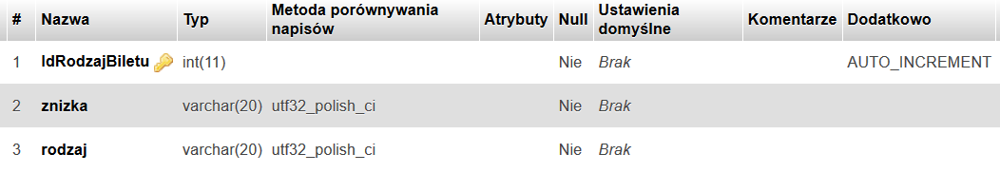 # Nazwa Typ Metoda porównywania napisów Atrybuty Null Ustawienia domyślne Komentarze Dodatkowo
1 IdRodzajBiletu int(11) Nie Brak AUTO_INCREMENT
2 znizka varchar(20) utf32_polish_ci Nie Brak
3 rodzaj varchar(20) utf32_polish_ci Nie Brak